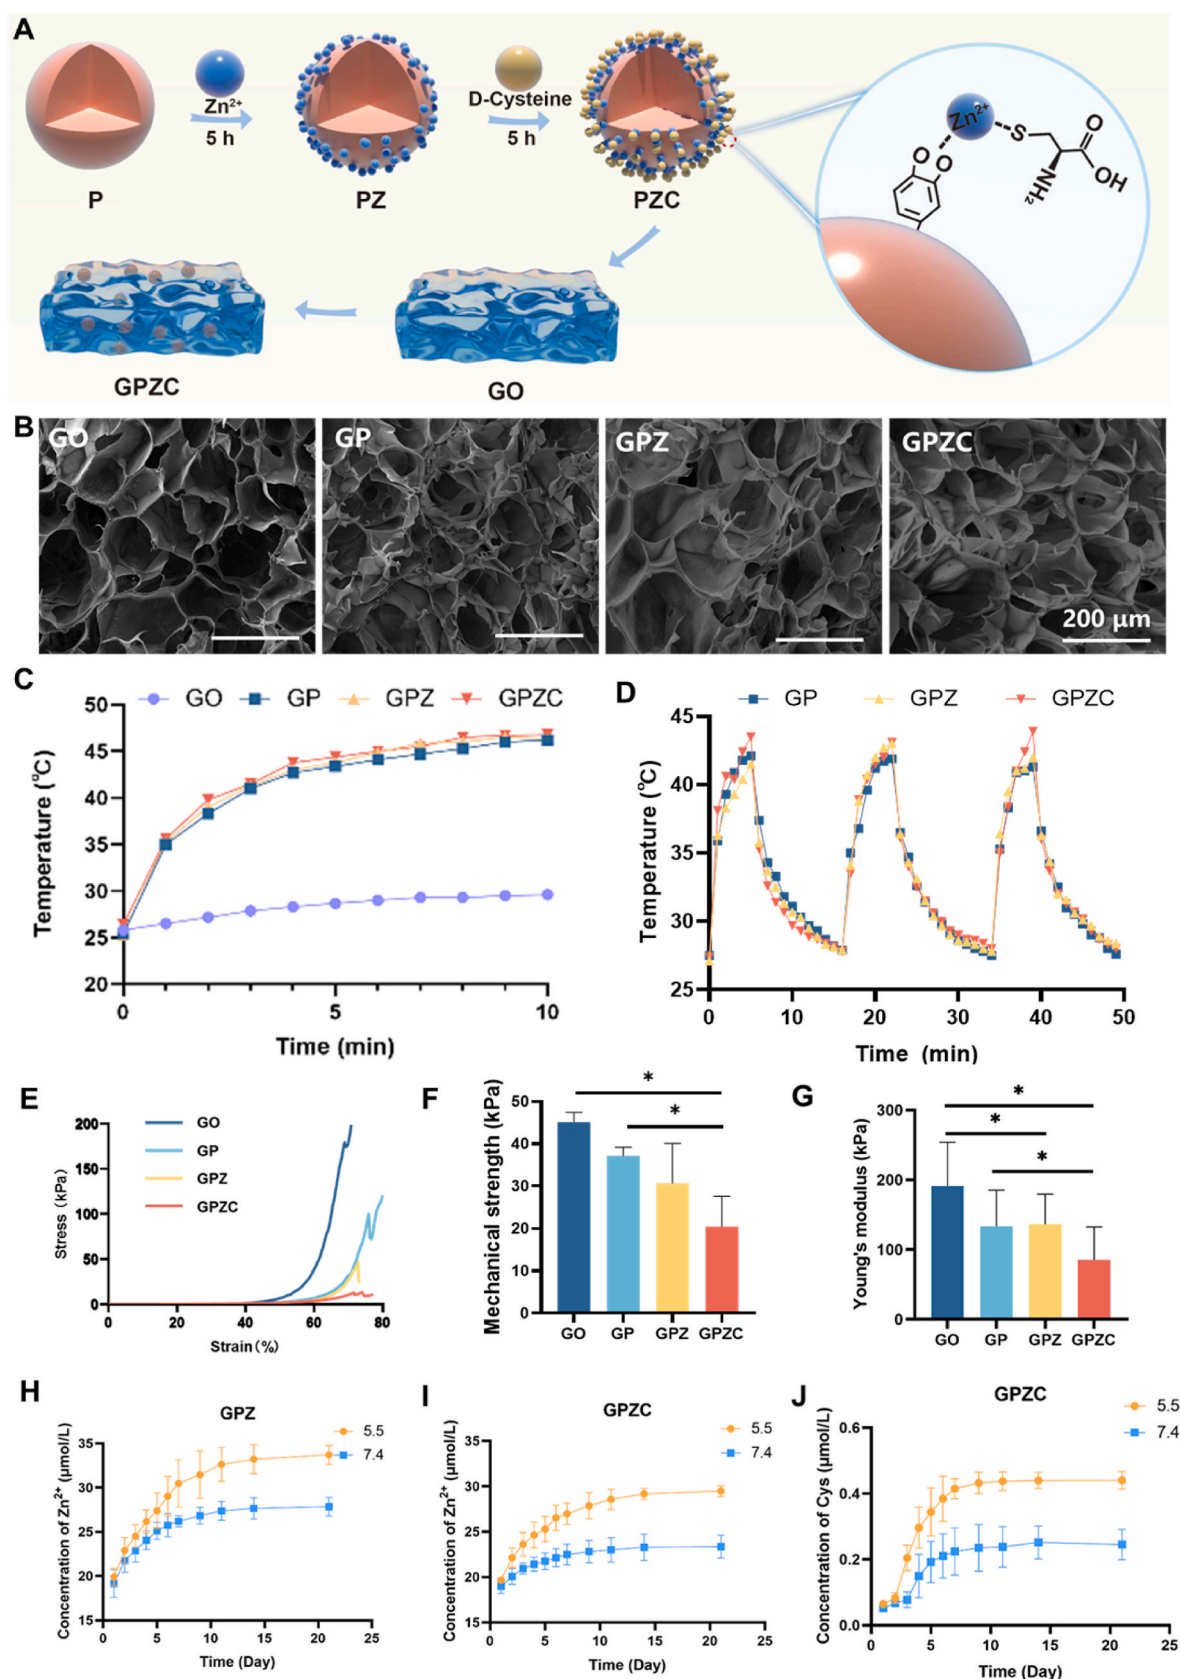 A
Zn2+
5 h
D-Cysteine
5 h
P
PZ
PZC
Zn2+
S
O
O
O
OH
NH2
GPZC
GO
B
GO
GP
GPZ
GPZC
200 μm
C
GO GP GPZ GPZC
Temperature (°C)
50
45
40
35
30
25
20
0 5 10
Time (min)
D
GP GPZ GPZC
Temperature (°C)
45
40
35
30
25
0 10 20 30 40 50
Time (min)
E
GO
GP
GPZ
GPZC
Stress (kPa)
200
150
100
50
0
0 20 40 60 80
Strain(%)
F
*
*
Mechanical strength (kPa)
50
40
30
20
10
0
GO GP GPZ GPZC
G
*
*
*
Young's modulus (kPa)
300
200
100
0
GO GP GPZ GPZC
H
GPZ
5.5
7.4
Concentration of Zn2+ (μmol/L)
35
30
25
20
15
0 5 10 15 20 25
Time (Day)
I
GPZC
5.5
7.4
Concentration of Zn2+ (μmol/L)
35
30
25
20
15
0 5 10 15 20 25
Time (Day)
J
GPZC
5.5
7.4
Concentration of Cys (μmol/L)
0.6
0.4
0.2
0.0
0 5 10 15 20 25
Time (Day)